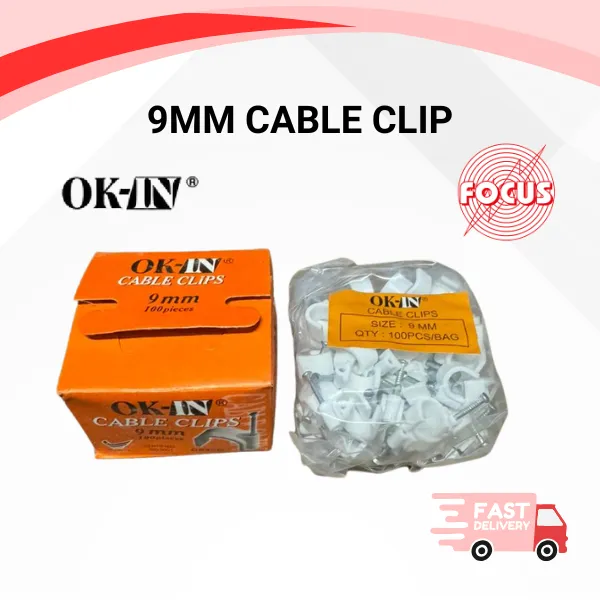 9MM CABLE CLIP
OK-IN®
FOCUS
OK-IN®
CABLE CLIPS
9mm
100pieces
OK-IN®
CABLE CLIPS
9 mm
100pieces
OK-IN®
CABLE CLIPS
SIZE : 9 MM
QTY : 100PCS/BAG
FAST
DELIVERY